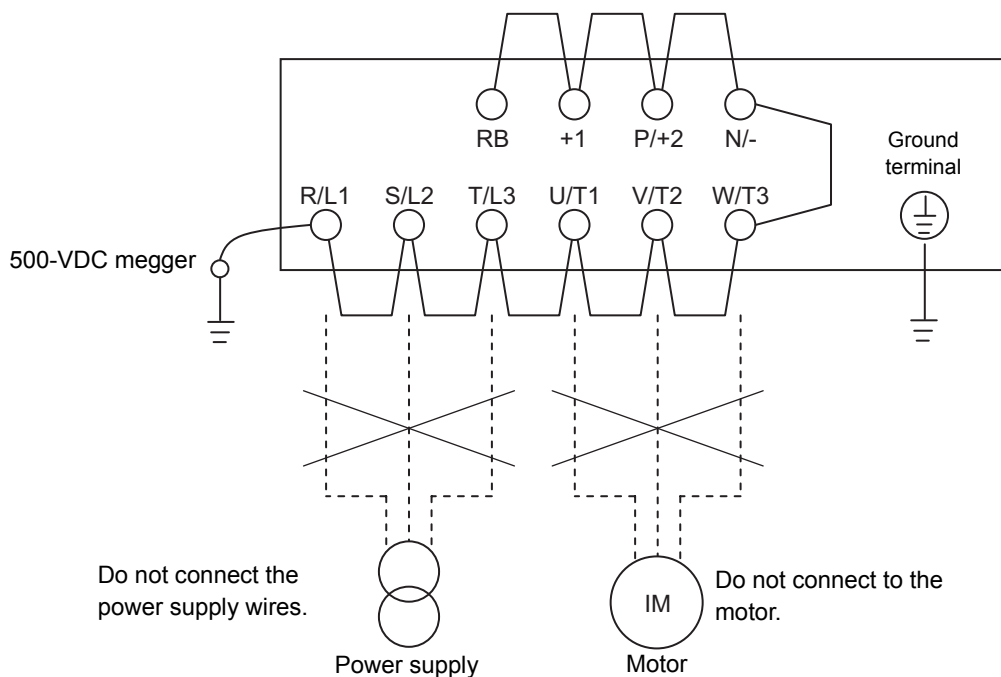 RB +1 P/+2 N/-
Ground
terminal
R/L1 S/L2 T/L3 U/T1 V/T2 W/T3
500-VDC megger
Do not connect the
power supply wires.
IM
Do not connect to the
motor.
Power supply
Motor